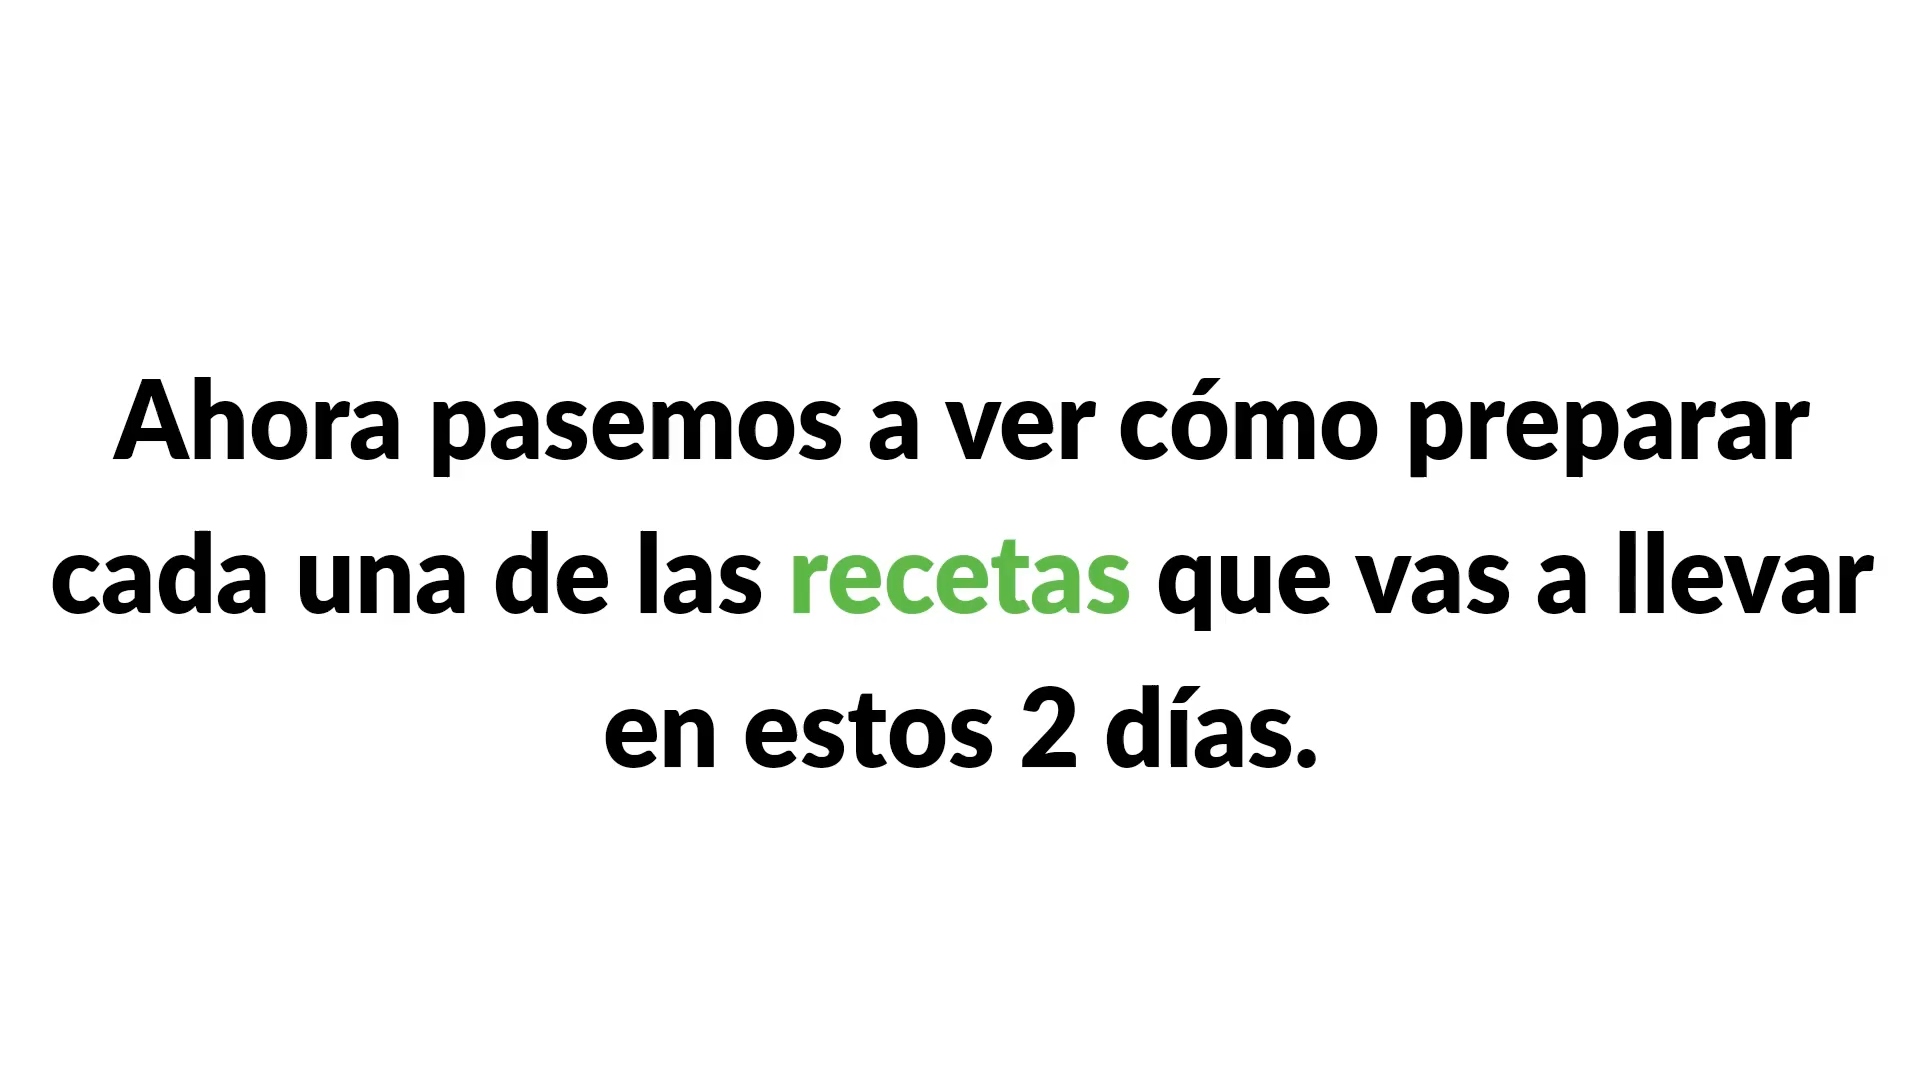 Ahora pasemos a ver cómo preparar
cada una de las recetas que vas a llevar
en estos 2 días.